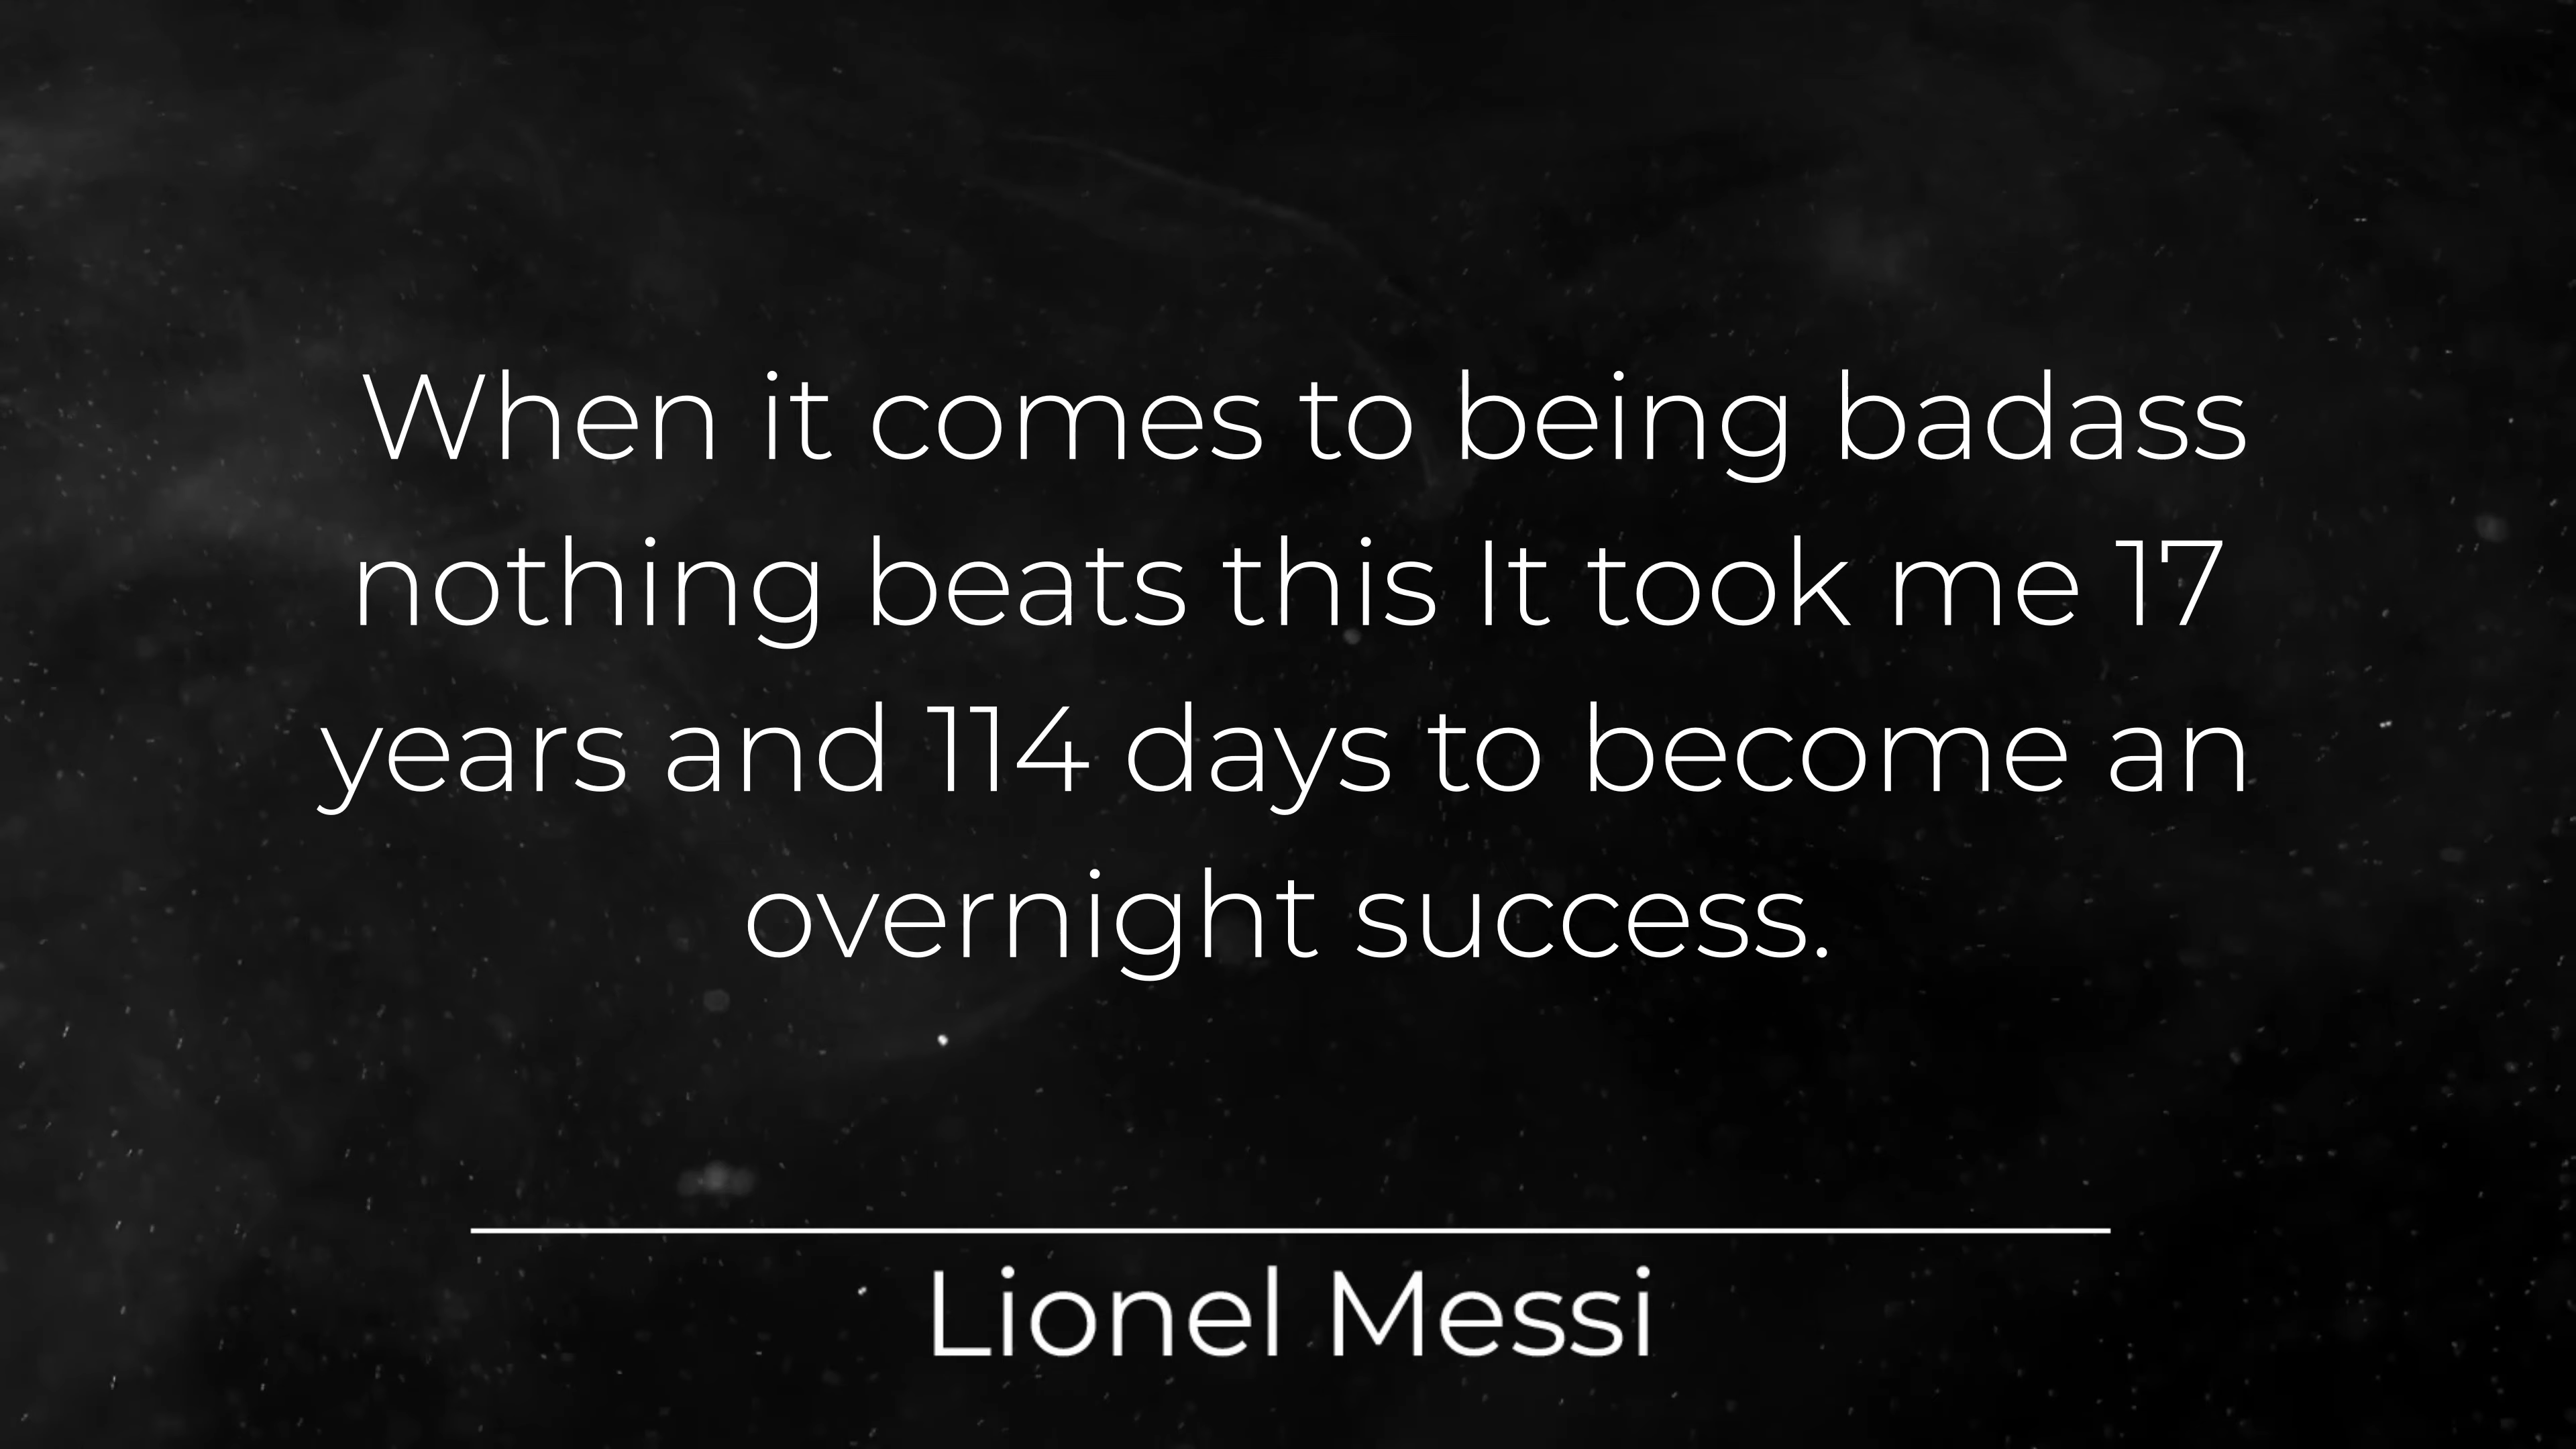 When it comes to being badass
nothing beats this It took me 17
years and 114 days to become an
overnight success.
Lionel Messi